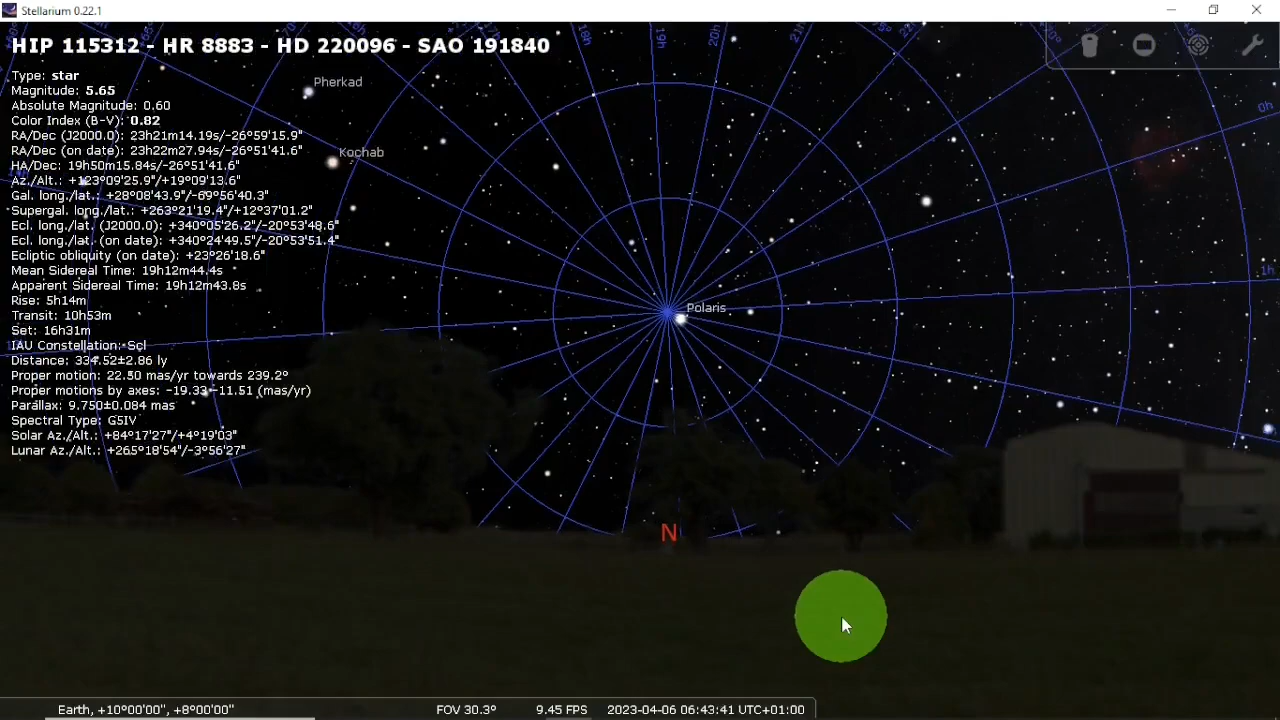 Stellarium 0.22.1
HIP 115312 - HR 8883 - HD 220096 - SAO 191840
Type: star
Magnitude: 5.65
Absolute Magnitude: 0.60
Color Index (B-V): 0.82
RA/Dec (J2000.0): 23h21m14.19s/-26°59'15.9"
RA/Dec (on date): 23h22m27.94s/-26°51'41.6"
HA/Dec: 19h50m15.84s/-26°51'41.6"
Az./Alt.: +123°09'25.9"/+19°09'13.6"
Gal. long./lat.: +28°08'43.9"/-69°56'40.3"
Supergal. long./lat.: +263°21'19.4"/+12°37'01.2"
Ecl. long./lat. (J2000.0): +340°05'26.2"/-20°53'48.6"
Ecl. long./lat. (on date): +340°24'49.5"/-20°53'51.4"
Ecliptic obliquity (on date): +23°26'18.6"
Mean Sidereal Time: 19h12m44.4s
Apparent Sidereal Time: 19h12m43.8s
Rise: 5h14m
Transit: 10h53m
Set: 16h31m
IAU Constellation: Scl
Distance: 334.52±2.86 ly
Proper motion: 22.50 mas/yr towards 239.2°
Proper motions by axes: -19.33 -11.51 (mas/yr)
Parallax: 9.750±0.084 mas
Spectral Type: G5IV
Solar Az./Alt.: +84°17'27"/+4°19'03"
Lunar Az./Alt.: +265°18'54"/-3°56'27"
18h
19h
20h
21h
22h
0h
1h
Pherkad
Kochab
Polaris
N
Earth, +10°00'00", +8°00'00"
FOV 30.3°
9.45 FPS
2023-04-06 06:43:41 UTC+01:00